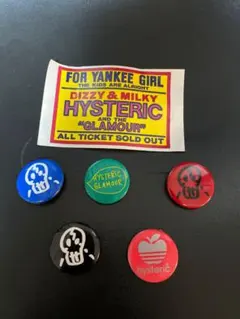 FOR YANKEE GIRL
THE KIDS ARE ALRIGHT
DIZZY & MILKY
HYSTERIC
AND THE
"GLAMOUR"
ALL TICKET SOLD OUT
HYSTERIC
GLAMOUR
hysteric